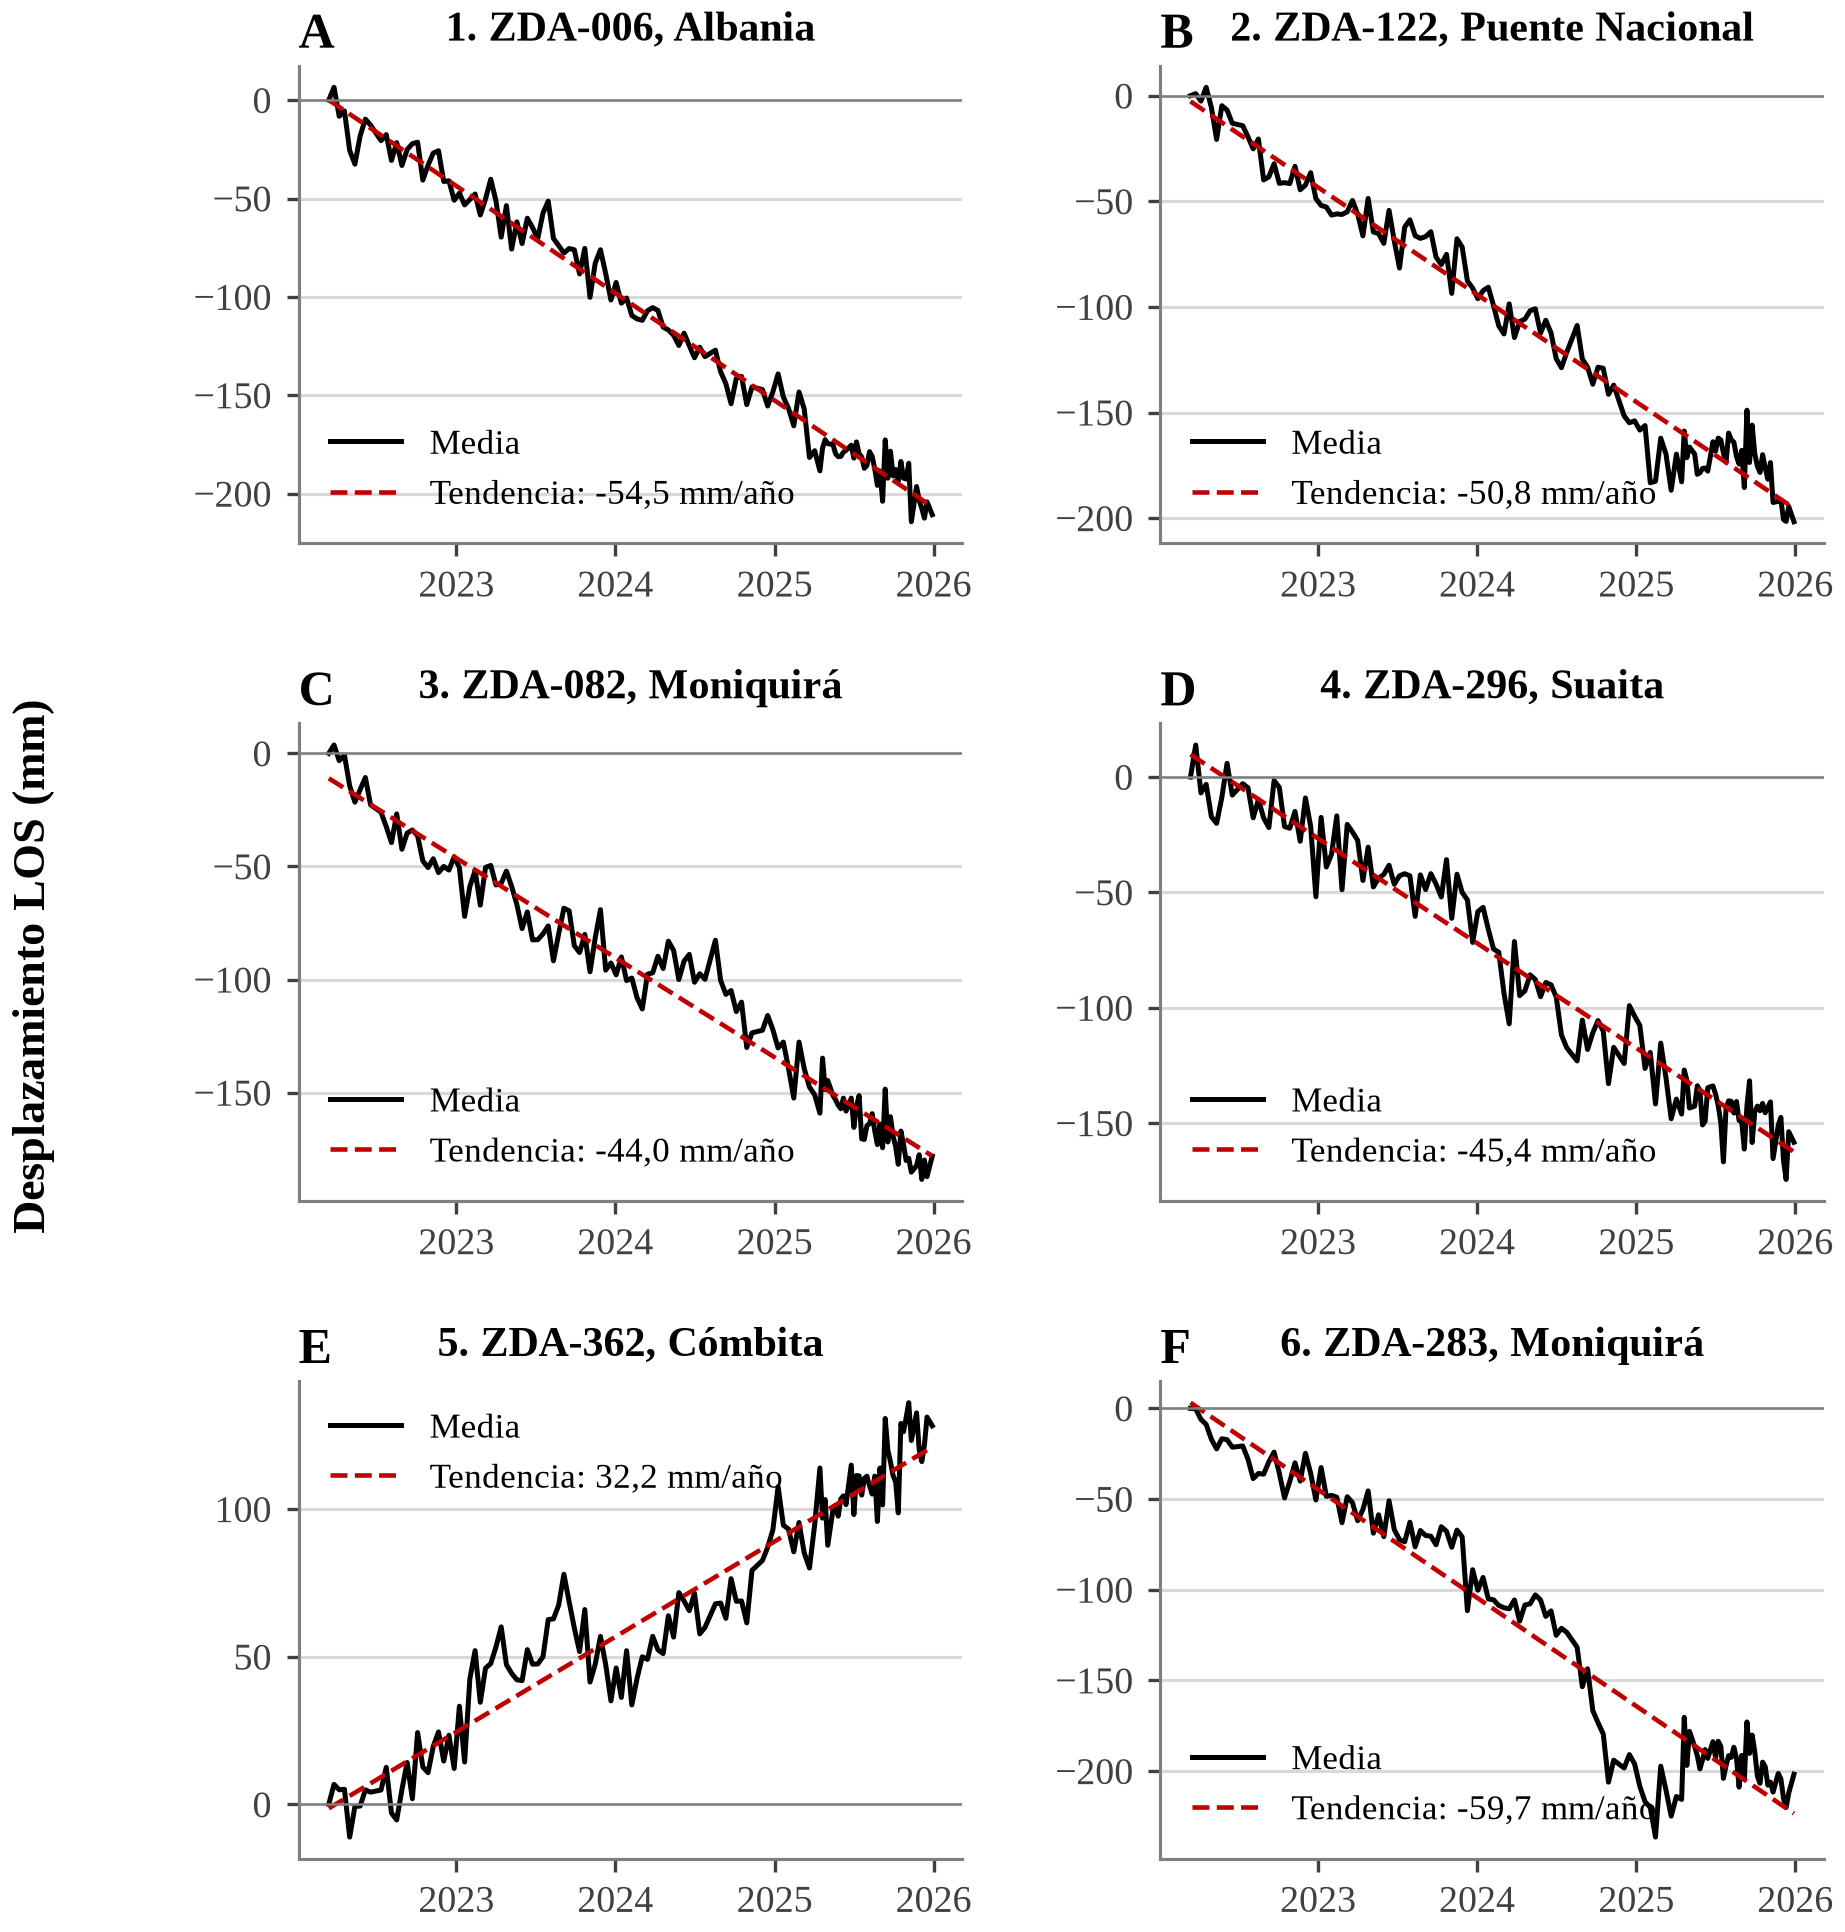 Desplazamiento LOS (mm)
A
1. ZDA-006, Albania
0
−50
−100
−150
−200
Media
Tendencia: -54,5 mm/año
2023
2024
2025
2026
B
2. ZDA-122, Puente Nacional
0
−50
−100
−150
−200
Media
Tendencia: -50,8 mm/año
2023
2024
2025
2026
C
3. ZDA-082, Moniquirá
0
−50
−100
−150
Media
Tendencia: -44,0 mm/año
2023
2024
2025
2026
D
4. ZDA-296, Suaita
0
−50
−100
−150
Media
Tendencia: -45,4 mm/año
2023
2024
2025
2026
E
5. ZDA-362, Cómbita
Media
Tendencia: 32,2 mm/año
100
50
0
2023
2024
2025
2026
F
6. ZDA-283, Moniquirá
0
−50
−100
−150
−200
Media
Tendencia: -59,7 mm/año
2023
2024
2025
2026